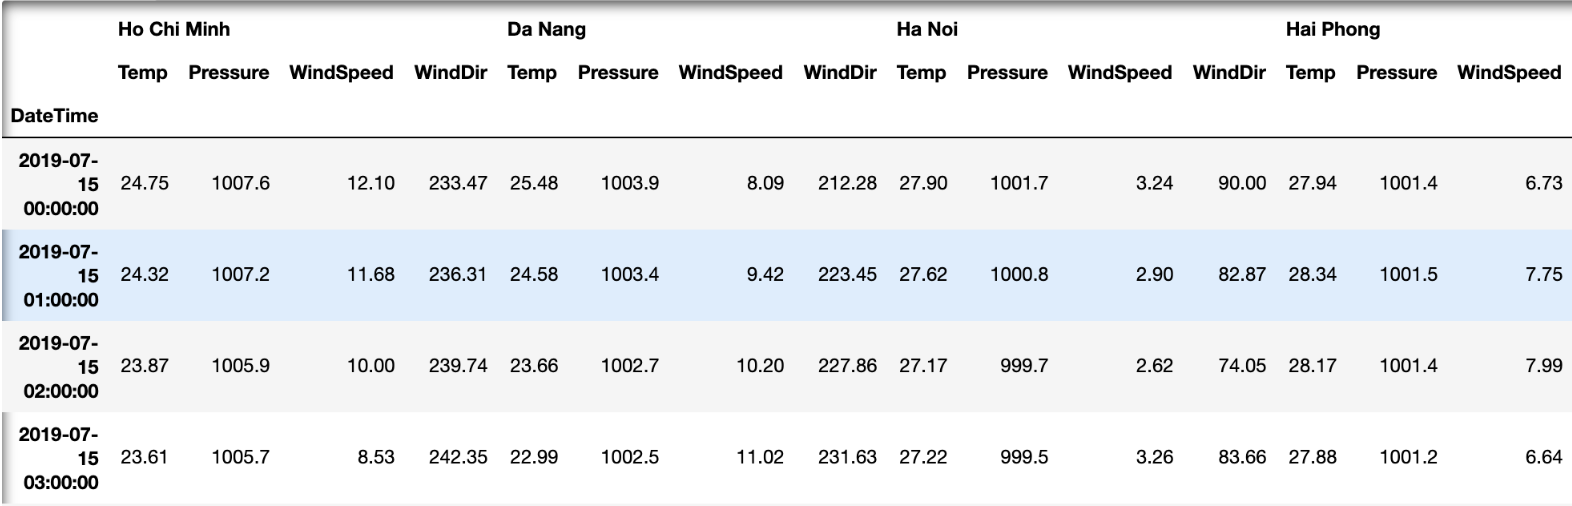 Ho Chi Minh Da Nang Ha Noi Hai Phong
Temp Pressure WindSpeed WindDir Temp Pressure WindSpeed WindDir Temp Pressure WindSpeed WindDir Temp Pressure WindSpeed
DateTime
2019-07-
15 24.75 1007.6 12.10 233.47 25.48 1003.9 8.09 212.28 27.90 1001.7 3.24 90.00 27.94 1001.4 6.73
00:00:00
2019-07-
15 24.32 1007.2 11.68 236.31 24.58 1003.4 9.42 223.45 27.62 1000.8 2.90 82.87 28.34 1001.5 7.75
01:00:00
2019-07-
15 23.87 1005.9 10.00 239.74 23.66 1002.7 10.20 227.86 27.17 999.7 2.62 74.05 28.17 1001.4 7.99
02:00:00
2019-07-
15 23.61 1005.7 8.53 242.35 22.99 1002.5 11.02 231.63 27.22 999.5 3.26 83.66 27.88 1001.2 6.64
03:00:00